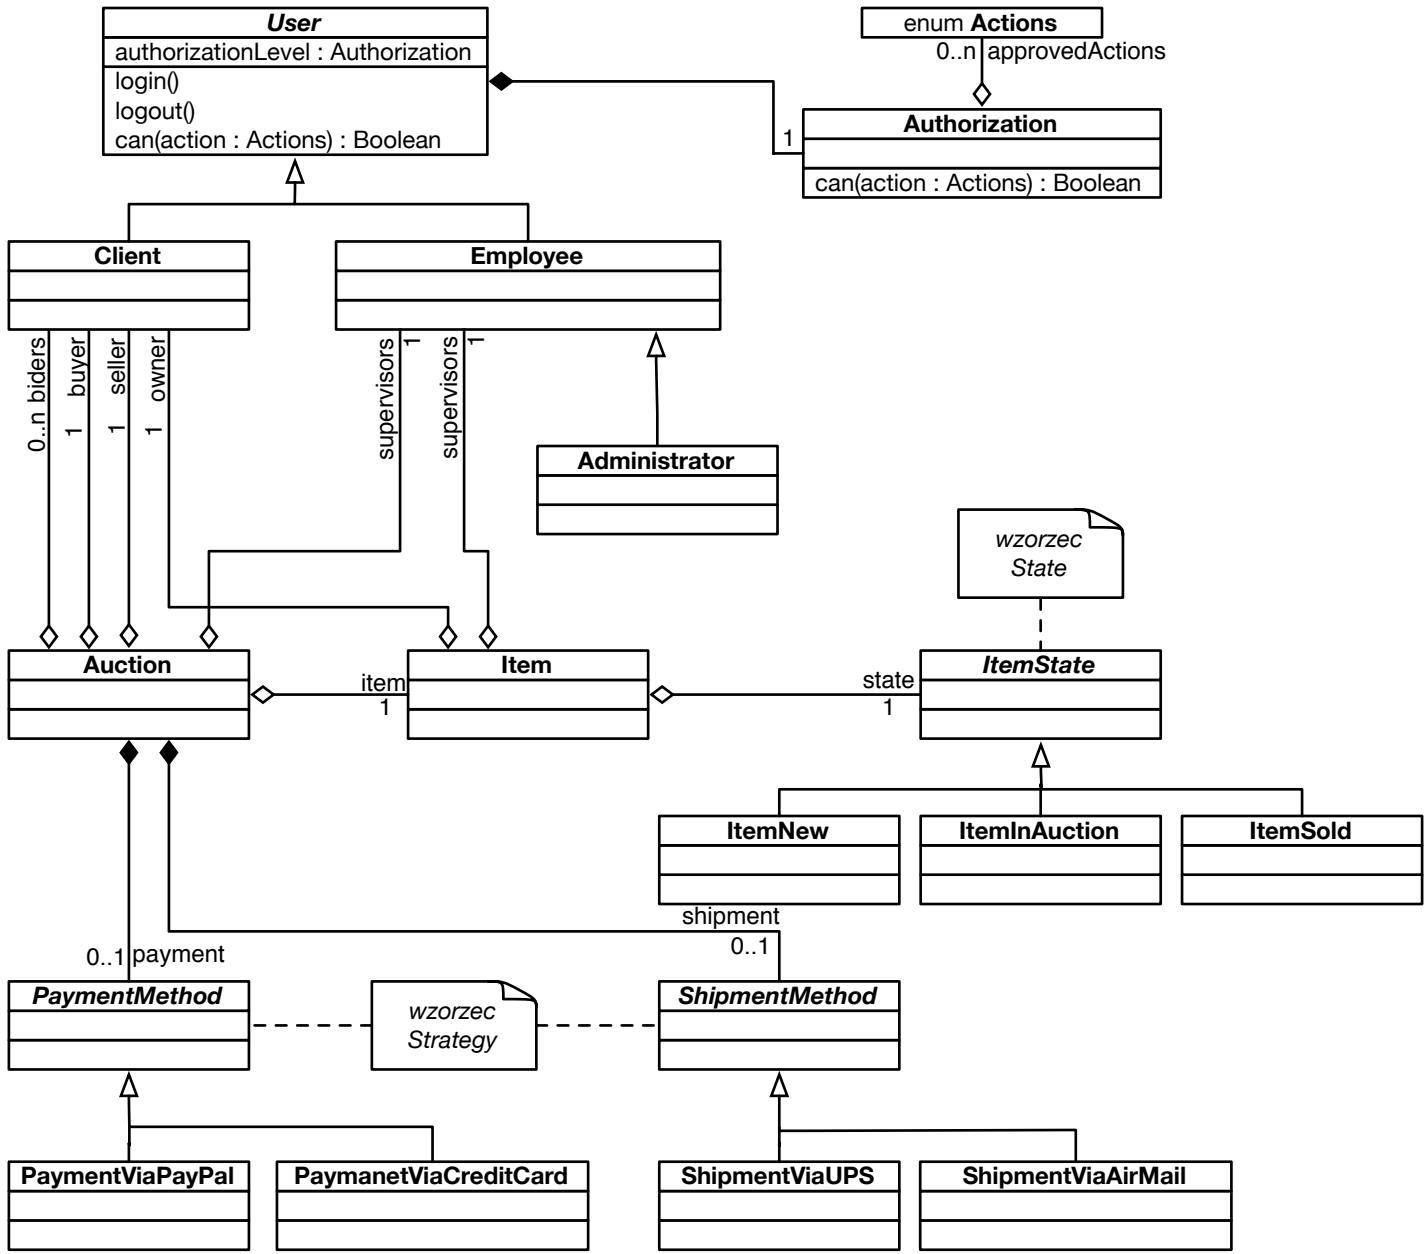 User
authorizationLevel : Authorization
login()
logout()
can(action : Actions) : Boolean
enum Actions
0..n approvedActions
Authorization
1
can(action : Actions) : Boolean
Client
Employee
0..n biders
1 buyer
1 seller
1 owner
supervisors 1
supervisors 1
Administrator
wzorzec
State
Auction
Item
ItemState
item
1
state
1
ItemNew
ItemInAuction
ItemSold
shipment
0..1
0..1 payment
PaymentMethod
wzorzec
Strategy
ShipmentMethod
PaymentViaPayPal
PaymanetViaCreditCard
ShipmentViaUPS
ShipmentViaAirMail